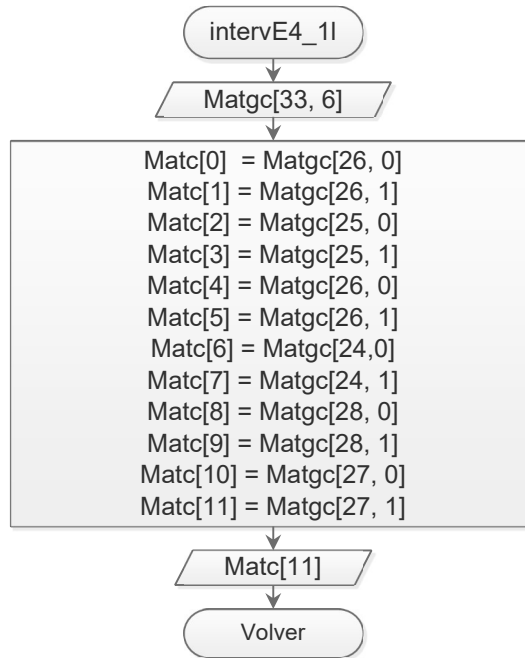 intervE4_1l
Matgc[33, 6]
Matc[0] = Matgc[26, 0]
Matc[1] = Matgc[26, 1]
Matc[2] = Matgc[25, 0]
Matc[3] = Matgc[25, 1]
Matc[4] = Matgc[26, 0]
Matc[5] = Matgc[26, 1]
Matc[6] = Matgc[24,0]
Matc[7] = Matgc[24, 1]
Matc[8] = Matgc[28, 0]
Matc[9] = Matgc[28, 1]
Matc[10] = Matgc[27, 0]
Matc[11] = Matgc[27, 1]
Matc[11]
Volver